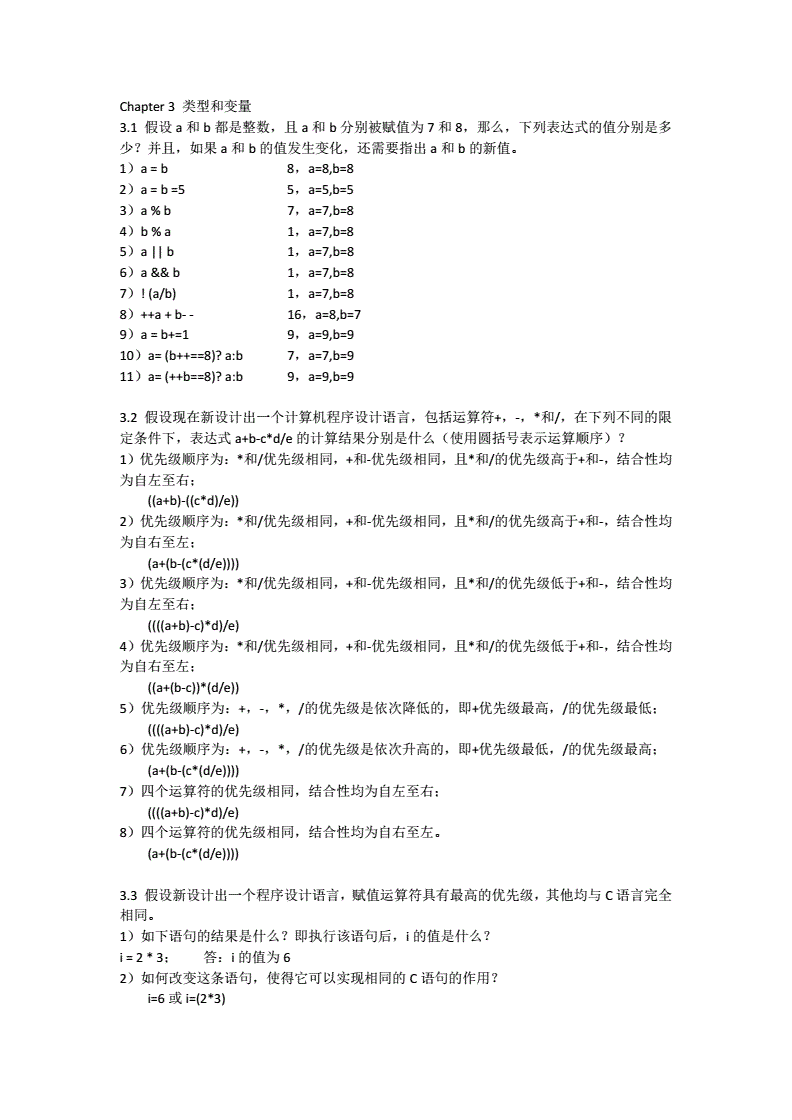 Chapter 3 类型和变量
3.1 假设 a 和 b 都是整数，且 a 和 b 分别被赋值为 7 和 8，那么，下列表达式的值分别是多
少？并且，如果 a 和 b 的值发生变化，还需要指出 a 和 b 的新值。
1）a = b 8，a=8,b=8
2）a = b =5 5，a=5,b=5
3）a % b 7，a=7,b=8
4）b % a 1，a=7,b=8
5）a || b 1，a=7,b=8
6）a && b 1，a=7,b=8
7）! (a/b) 1，a=7,b=8
8）++a + b- - 16，a=8,b=7
9）a = b+=1 9，a=9,b=9
10）a= (b++==8)? a:b 7，a=7,b=9
11）a= (++b==8)? a:b 9，a=9,b=9
3.2 假设现在新设计出一个计算机程序设计语言，包括运算符+，-，*和/，在下列不同的限
定条件下，表达式 a+b-c*d/e 的计算结果分别是什么（使用圆括号表示运算顺序）？
1）优先级顺序为：*和/优先级相同，+和-优先级相同，且*和/的优先级高于+和-，结合性均
为自左至右；
((a+b)-((c*d)/e))
2）优先级顺序为：*和/优先级相同，+和-优先级相同，且*和/的优先级高于+和-，结合性均
为自右至左；
(a+(b-(c*(d/e))))
3）优先级顺序为：*和/优先级相同，+和-优先级相同，且*和/的优先级低于+和-，结合性均
为自左至右；
((((a+b)-c)*d)/e)
4）优先级顺序为：*和/优先级相同，+和-优先级相同，且*和/的优先级低于+和-，结合性均
为自右至左；
((a+(b-c))*(d/e))
5）优先级顺序为：+，-，*，/的优先级是依次降低的，即+优先级最高，/的优先级最低；
((((a+b)-c)*d)/e)
6）优先级顺序为：+，-，*，/的优先级是依次升高的，即+优先级最低，/的优先级最高；
(a+(b-(c*(d/e))))
7）四个运算符的优先级相同，结合性均为自左至右；
((((a+b)-c)*d)/e)
8）四个运算符的优先级相同，结合性均为自右至左。
(a+(b-(c*(d/e))))
3.3 假设新设计出一个程序设计语言，赋值运算符具有最高的优先级，其他均与 C 语言完全
相同。
1）如下语句的结果是什么？即执行该语句后，i 的值是什么？
i = 2 * 3； 答：i 的值为 6
2）如何改变这条语句，使得它可以实现相同的 C 语句的作用？
i=6 或 i=(2*3)